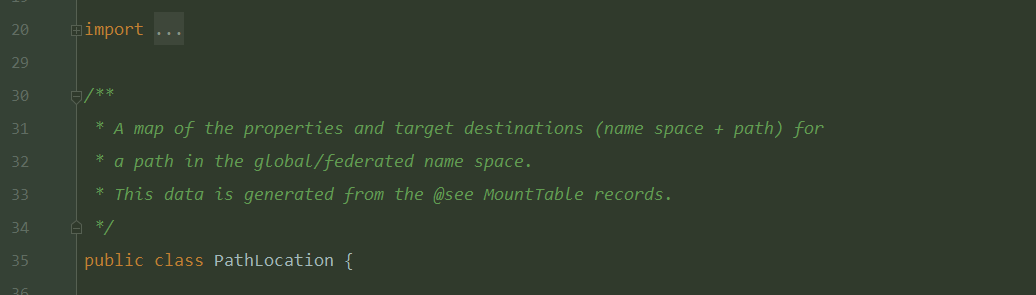 20 import ...
29
30 /**
31 * A map of the properties and target destinations (name space + path) for
32 * a path in the global/federated name space.
33 * This data is generated from the @see MountTable records.
34 */
35 public class PathLocation {
36